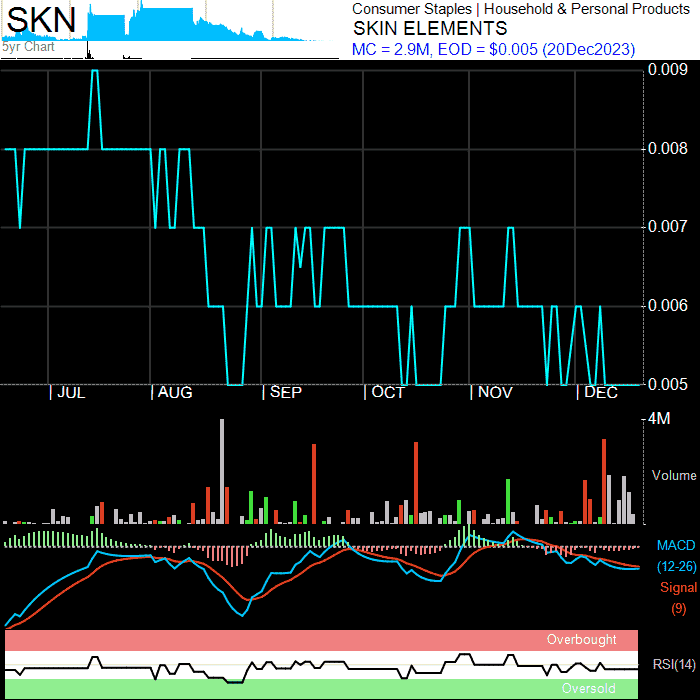 SKN
5yr Chart
Consumer Staples | Household & Personal Products
SKIN ELEMENTS
MC = 2.9M, EOD = $0.005 (20Dec2023)
0.009
0.008
0.007
0.006
0.005
| JUL | AUG | SEP | OCT | NOV | DEC
4M
Volume
MACD
(12-26)
Signal
(9)
Overbought
RSI(14)
Oversold